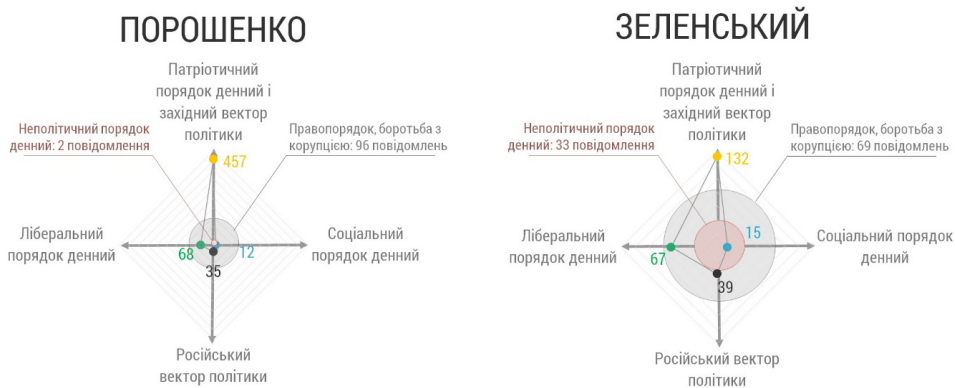 ПОРОШЕНКО
Патріотичний
порядок денний і
західний вектор
політики
Неполітичний порядок
денний: 2 повідомлення
Правопорядок, боротьба з
корупцією: 96 повідомлень
457
Ліберальний
порядок денний
68
12
35
Соціальний
порядок денний
Російський
вектор політики
ЗЕЛЕНСЬКИЙ
Патріотичний
порядок денний і
західний вектор
політики
Неполітичний порядок
денний: 33 повідомлення
Правопорядок, боротьба з
корупцією: 69 повідомлень
132
Ліберальний
порядок денний
67
15
39
Соціальний порядок
денний
Російський вектор
політики